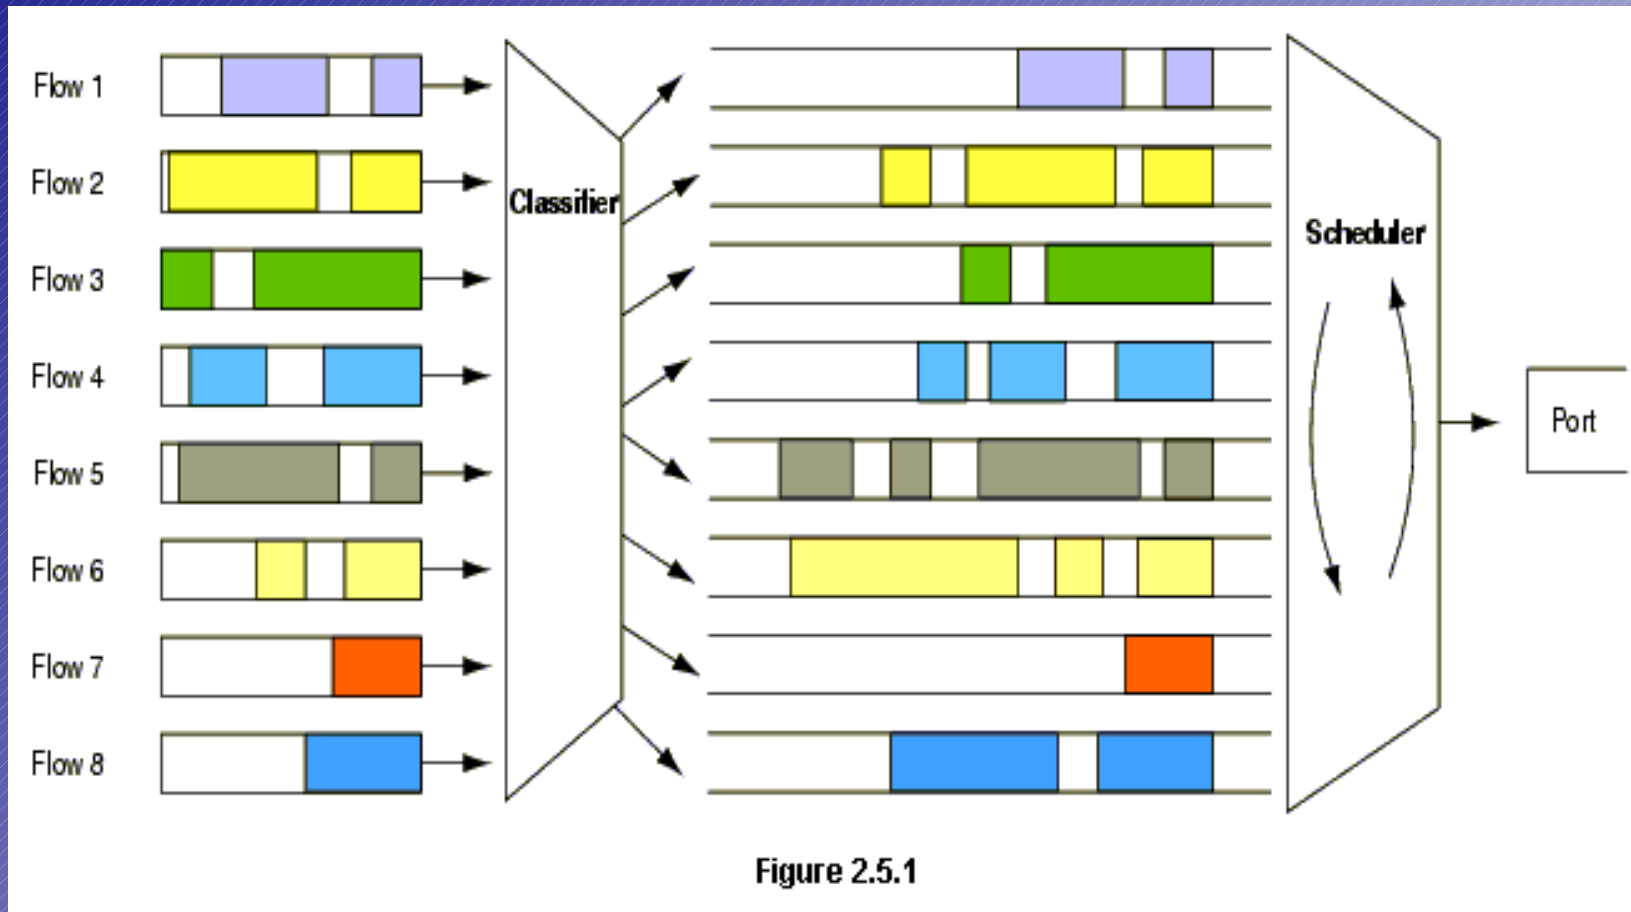 Flow 1
Flow 2
Flow 3
Flow 4
Flow 5
Flow 6
Flow 7
Flow 8
Classifier
Scheduler
Port
Figure 2.5.1